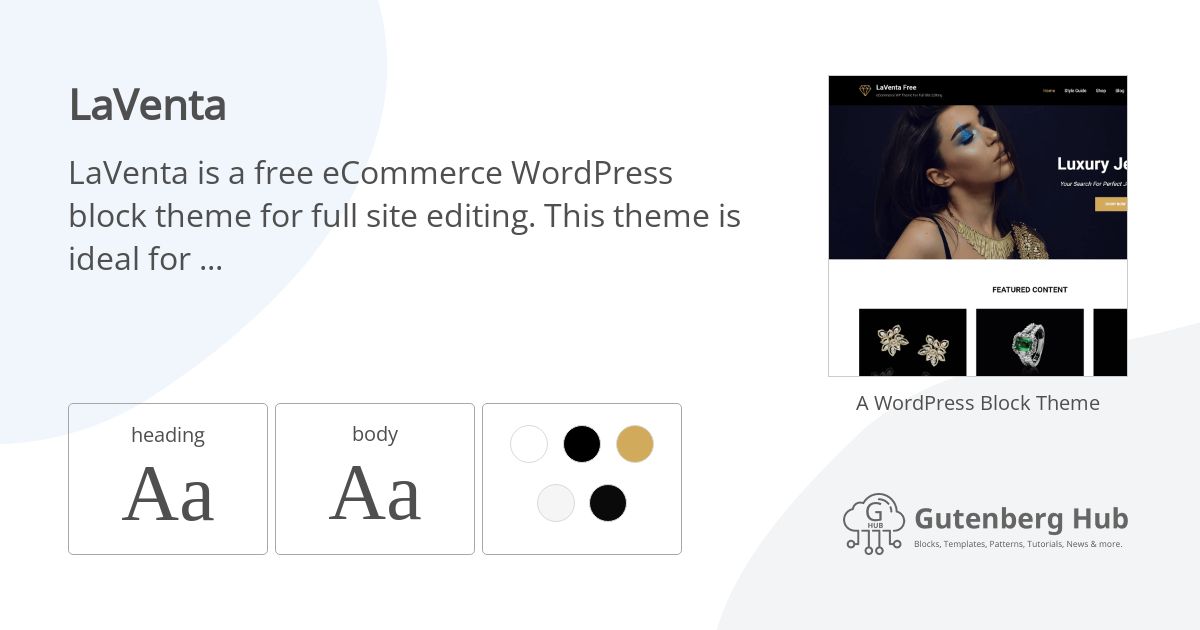 LaVenta
LaVenta is a free eCommerce WordPress
block theme for full site editing. This theme is
ideal for ...
heading
Aa
body
Aa
LaVenta Free
eCommerce WP Theme For Full Site Editing
Home Style Guide Shop Blog
Luxury Je
Your Search For Perfect J
SHOP NOW
FEATURED CONTENT
A WordPress Block Theme
G
HUB
Gutenberg Hub
Blocks, Templates, Patterns, Tutorials, News & more.